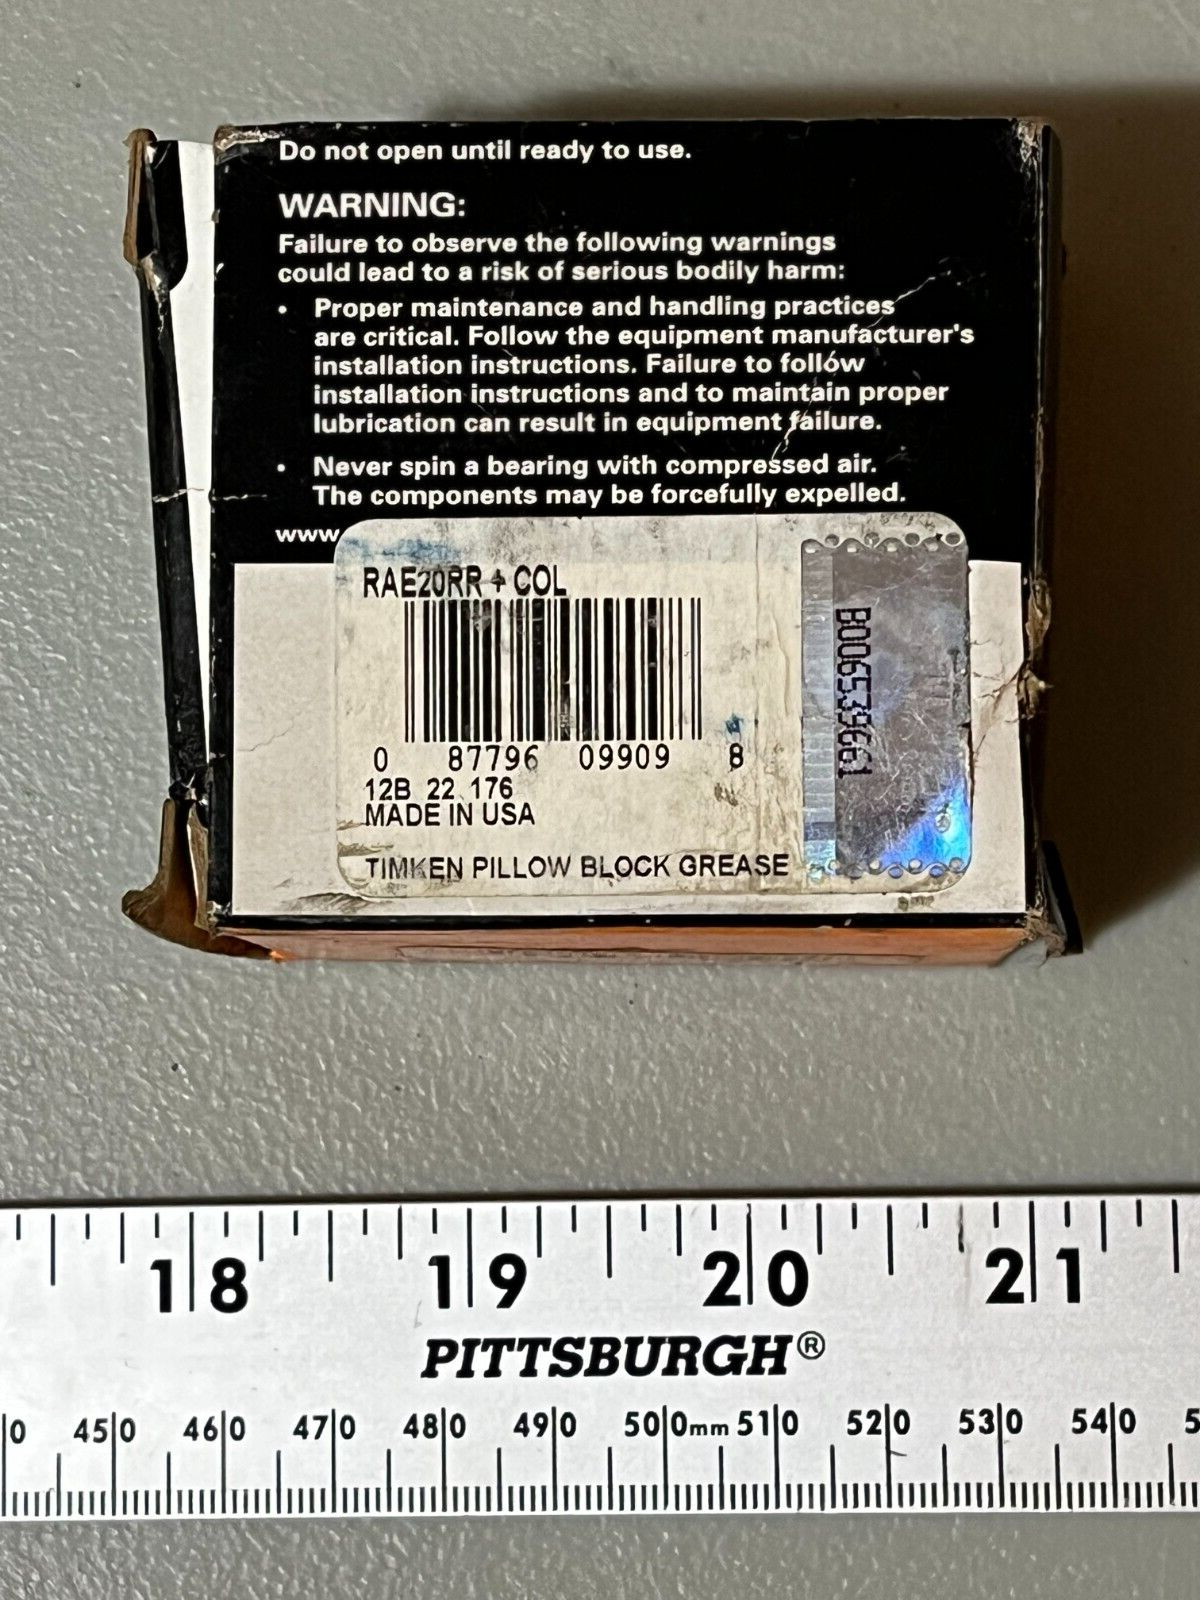 Do not open until ready to use.
WARNING:
Failure to observe the following warnings
could lead to a risk of serious bodily harm:
• Proper maintenance and handling practices
are critical. Follow the equipment manufacturer's
installation instructions. Failure to follow
installation instructions and to maintain proper
lubrication can result in equipment failure.
• Never spin a bearing with compressed air.
The components may be forcefully expelled.
www
RAE20RR + COL
0 87796 09909 8
12B 22 176
MADE IN USA
TIMKEN PILLOW BLOCK GREASE
B006539661
18 19 20 21
PITTSBURGH®
0 450 460 470 480 490 500mm 510 520 530 540 5